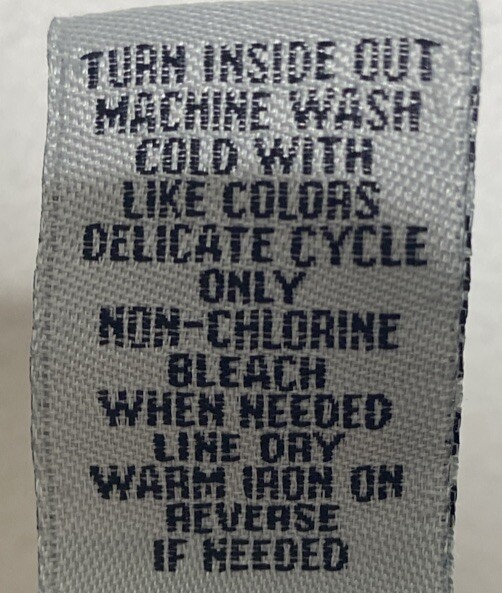 TURN INSIDE OUT
MACHINE WASH
COLD WITH
LIKE COLORS
DELICATE CYCLE
ONLY
NON-CHLORINE
BLEACH
WHEN NEEDED
LINE DRY
WARM IRON ON
REVERSE
IF NEEDED